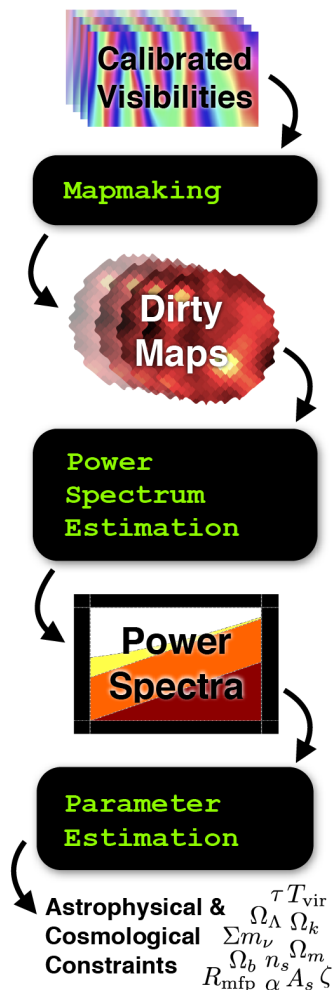 Calibrated
Visibilities
Mapmaking
Dirty
Maps
Power
Spectrum
Estimation
Power
Spectra
Parameter
Estimation
Astrophysical &
Cosmological
Constraints
τ T_vir
Ω_Λ Ω_k
Σm_ν Ω_m
Ω_b n_s
R_mfp α A_s ζ